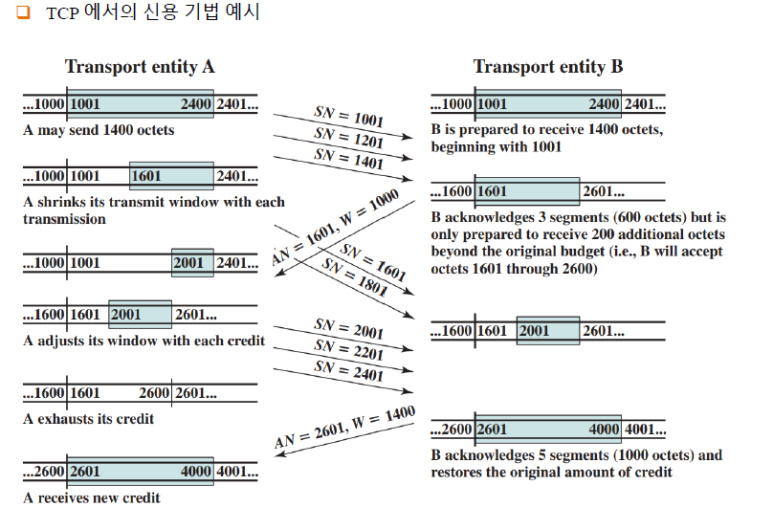 TCP 에서의 신용 기법 예시
Transport entity A
...1000 1001 2400 2401...
A may send 1400 octets
...1000 1001 1601 2401...
A shrinks its transmit window with each
transmission
...1000 1001 2001 2401...
...1600 1601 2001 2601...
A adjusts its window with each credit
...1600 1601 2600 2601...
A exhausts its credit
...2600 2601 4000 4001...
A receives new credit
SN = 1001
SN = 1201
SN = 1401
AN = 1601, W = 1000
SN = 1601
SN = 1801
SN = 2001
SN = 2201
SN = 2401
AN = 2601, W = 1400
Transport entity B
...1000 1001 2400 2401...
B is prepared to receive 1400 octets,
beginning with 1001
...1600 1601 2601...
B acknowledges 3 segments (600 octets) but is
only prepared to receive 200 additional octets
beyond the original budget (i.e., B will accept
octets 1601 through 2600)
...1600 1601 2001 2601...
...2600 2601 4000 4001...
B acknowledges 5 segments (1000 octets) and
restores the original amount of credit